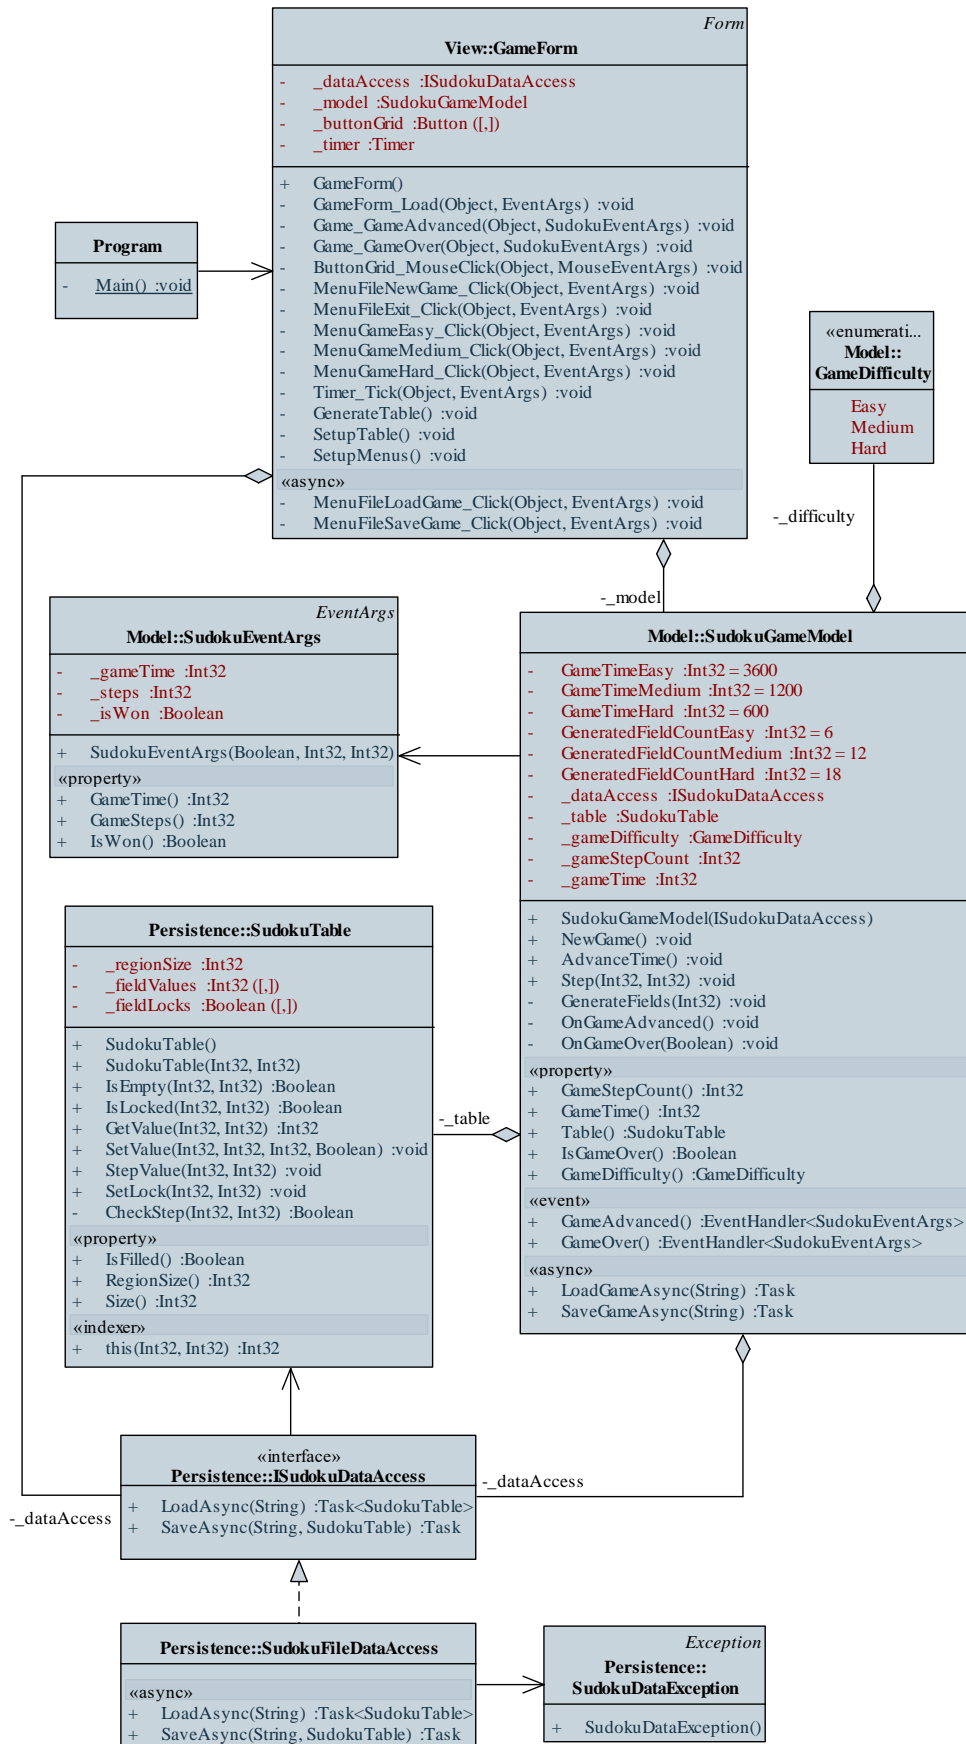 Form
View::GameForm
- _dataAccess :ISudokuDataAccess
- _model :SudokuGameModel
- _buttonGrid :Button ([,])
- _timer :Timer
+ GameForm()
- GameForm_Load(Object, EventArgs) :void
- Game_GameAdvanced(Object, SudokuEventArgs) :void
- Game_GameOver(Object, SudokuEventArgs) :void
- ButtonGrid_MouseClick(Object, MouseEventArgs) :void
- MenuFileNewGame_Click(Object, EventArgs) :void
- MenuFileExit_Click(Object, EventArgs) :void
- MenuGameEasy_Click(Object, EventArgs) :void
- MenuGameMedium_Click(Object, EventArgs) :void
- MenuGameHard_Click(Object, EventArgs) :void
- Timer_Tick(Object, EventArgs) :void
- GenerateTable() :void
- SetupTable() :void
- SetupMenus() :void
«async»
- MenuFileLoadGame_Click(Object, EventArgs) :void
- MenuFileSaveGame_Click(Object, EventArgs) :void
Program
- Main() :void
«enumerati...
Model::
GameDifficulty
Easy
Medium
Hard
-_difficulty
-_model
EventArgs
Model::SudokuEventArgs
- _gameTime :Int32
- _steps :Int32
- _isWon :Boolean
+ SudokuEventArgs(Boolean, Int32, Int32)
«property»
+ GameTime() :Int32
+ GameSteps() :Int32
+ IsWon() :Boolean
Model::SudokuGameModel
- GameTimeEasy :Int32 = 3600
- GameTimeMedium :Int32 = 1200
- GameTimeHard :Int32 = 600
- GeneratedFieldCountEasy :Int32 = 6
- GeneratedFieldCountMedium :Int32 = 12
- GeneratedFieldCountHard :Int32 = 18
- _dataAccess :ISudokuDataAccess
- _table :SudokuTable
- _gameDifficulty :GameDifficulty
- _gameStepCount :Int32
- _gameTime :Int32
+ SudokuGameModel(ISudokuDataAccess)
+ NewGame() :void
+ AdvanceTime() :void
+ Step(Int32, Int32) :void
- GenerateFields(Int32) :void
- OnGameAdvanced() :void
- OnGameOver(Boolean) :void
«property»
+ GameStepCount() :Int32
+ GameTime() :Int32
+ Table() :SudokuTable
+ IsGameOver() :Boolean
+ GameDifficulty() :GameDifficulty
«event»
+ GameAdvanced() :EventHandler<SudokuEventArgs>
+ GameOver() :EventHandler<SudokuEventArgs>
«async»
+ LoadGameAsync(String) :Task
+ SaveGameAsync(String) :Task
Persistence::SudokuTable
- _regionSize :Int32
- _fieldValues :Int32 ([,])
- _fieldLocks :Boolean ([,])
+ SudokuTable()
+ SudokuTable(Int32, Int32)
+ IsEmpty(Int32, Int32) :Boolean
+ IsLocked(Int32, Int32) :Boolean
+ GetValue(Int32, Int32) :Int32
+ SetValue(Int32, Int32, Int32, Boolean) :void
+ StepValue(Int32, Int32) :void
+ SetLock(Int32, Int32) :void
- CheckStep(Int32, Int32) :Boolean
«property»
+ IsFilled() :Boolean
+ RegionSize() :Int32
+ Size() :Int32
«indexer»
+ this(Int32, Int32) :Int32
-_table
«interface»
Persistence::ISudokuDataAccess
+ LoadAsync(String) :Task<SudokuTable>
+ SaveAsync(String, SudokuTable) :Task
-_dataAccess
-_dataAccess
Persistence::SudokuFileDataAccess
«async»
+ LoadAsync(String) :Task<SudokuTable>
+ SaveAsync(String, SudokuTable) :Task
Exception
Persistence::
SudokuDataException
+ SudokuDataException()